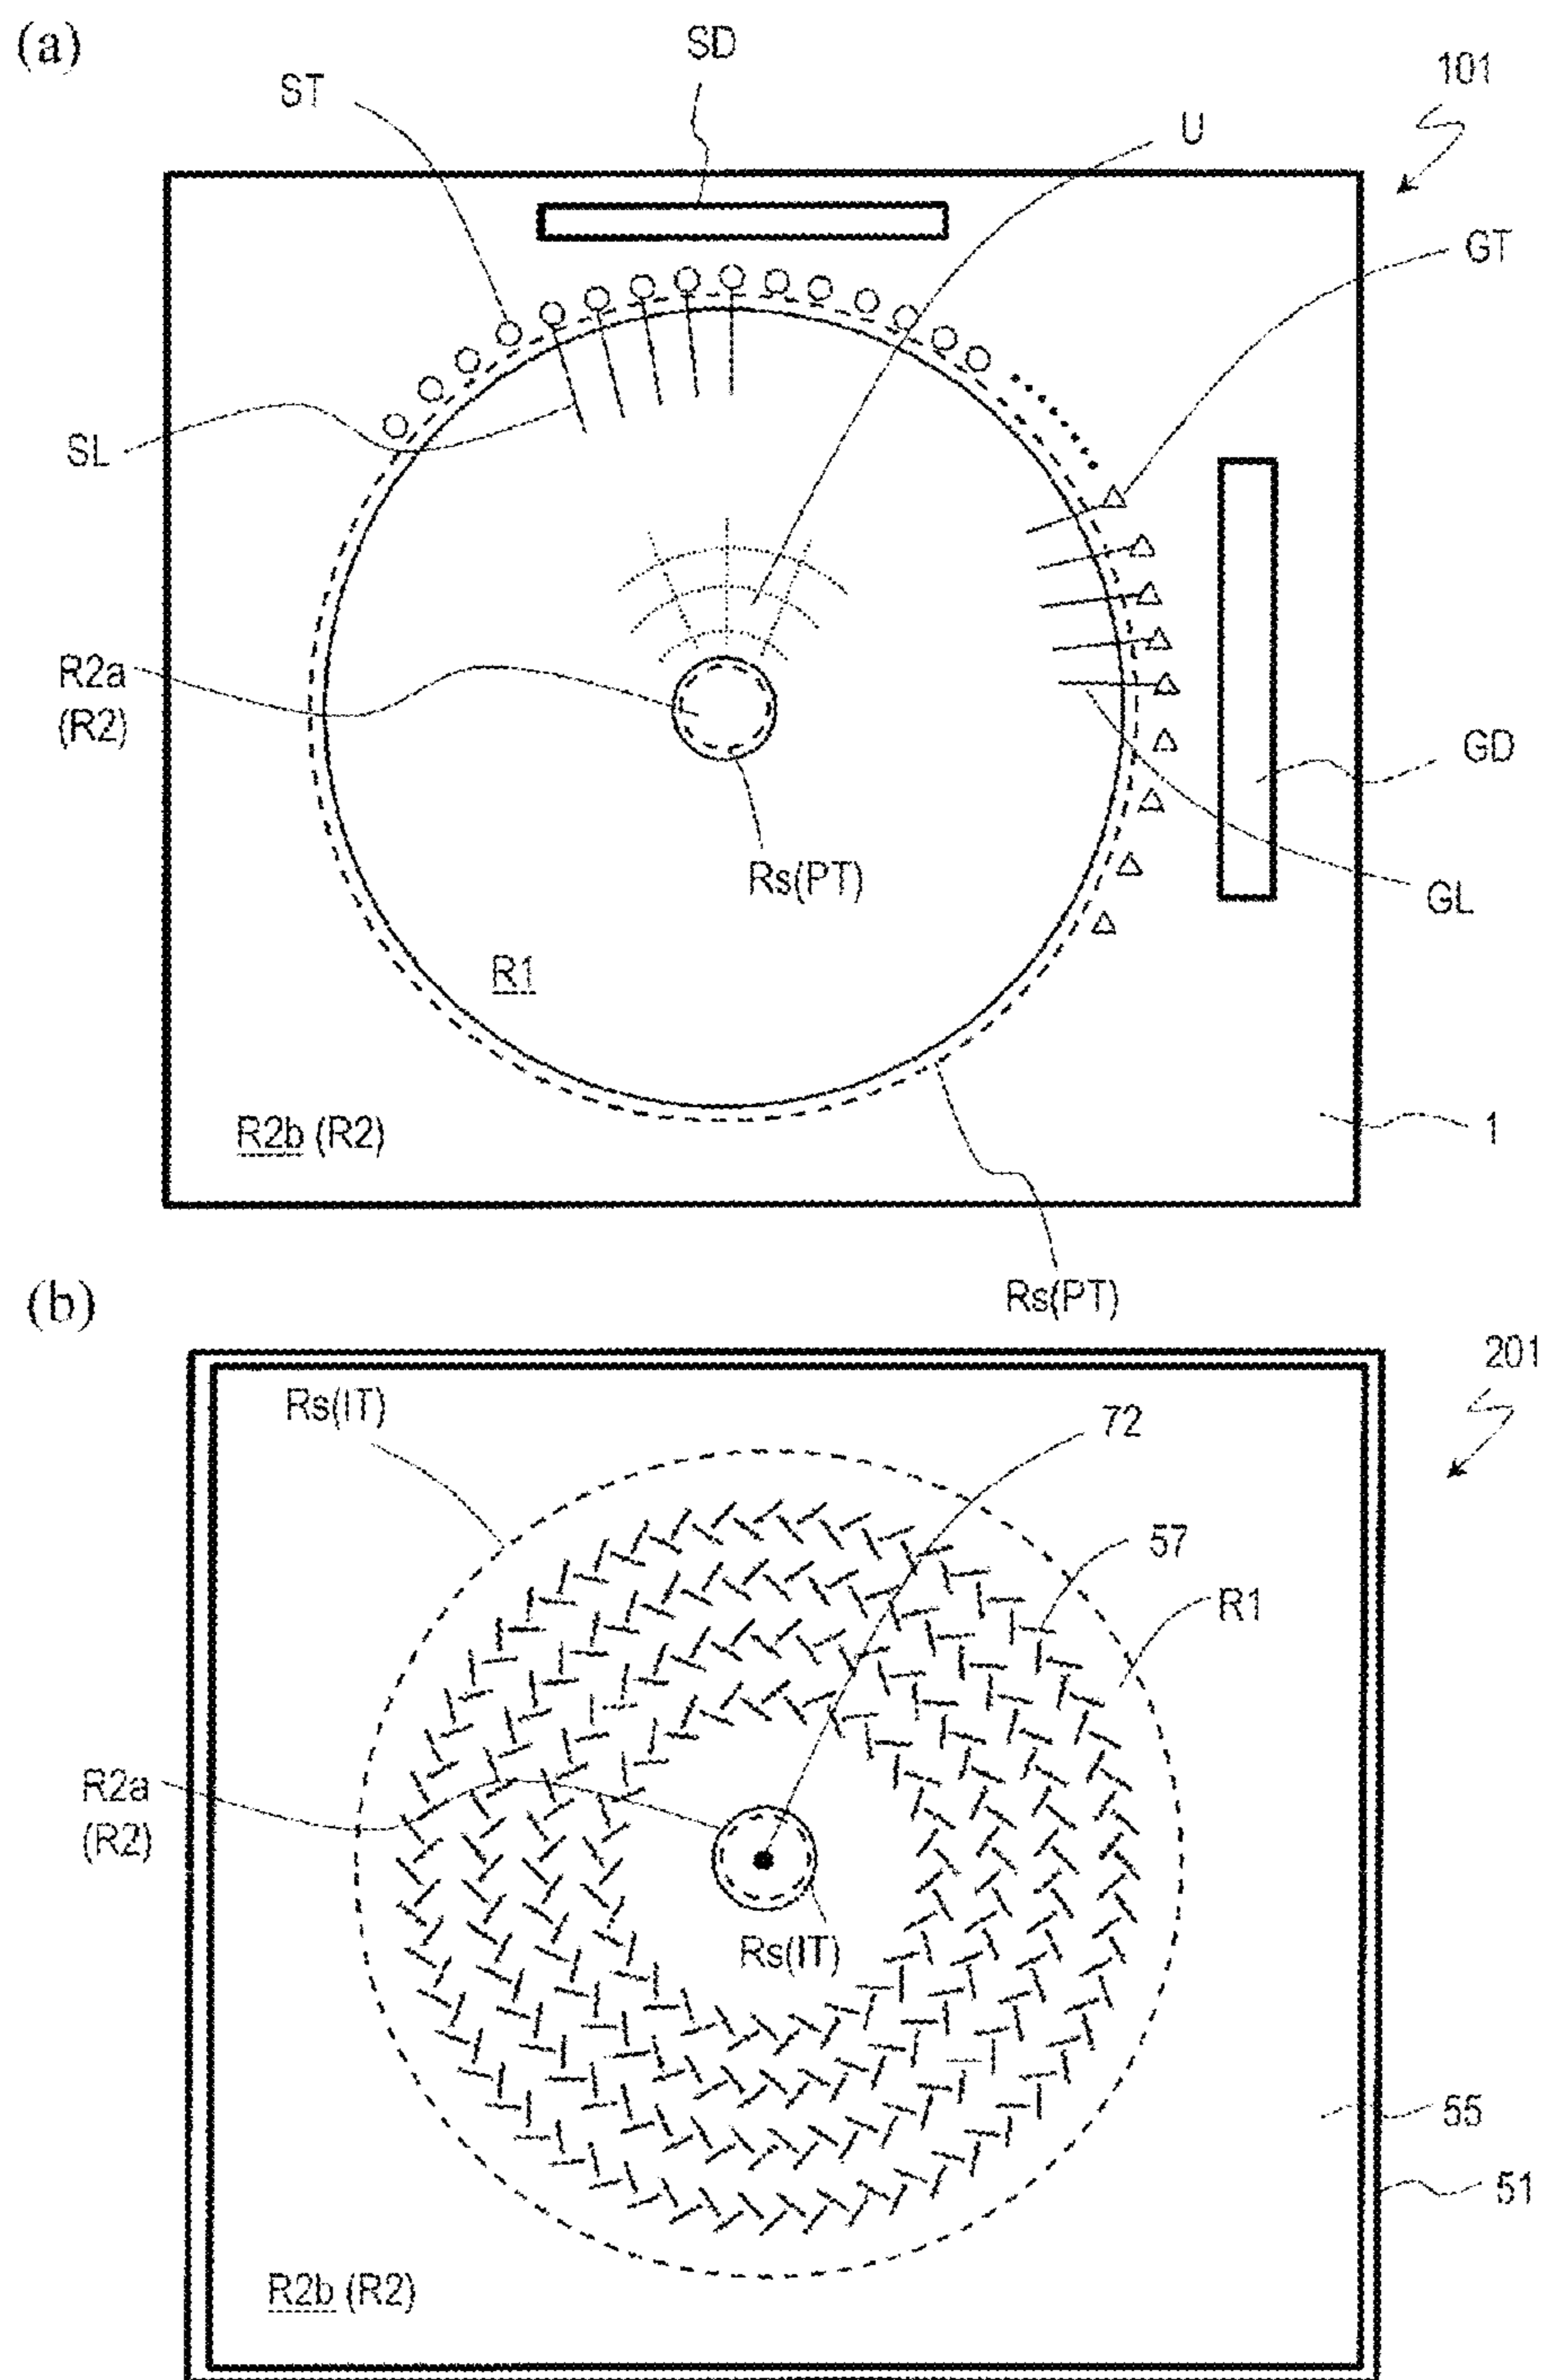 (a)
SD
101
ST
U
GT
SL
R2a
(R2)
GD
Rs(PT)
GL
R1
R2b (R2)
1
Rs(PT)
(b)
201
Rs(IT)
72
57
R1
R2a
(R2)
Rs(IT)
55
51
R2b (R2)